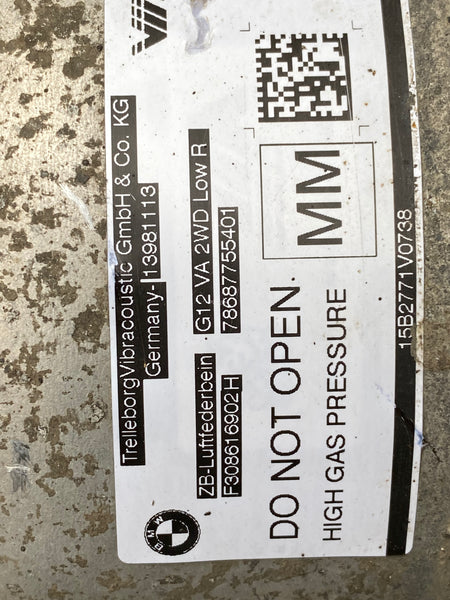 TrelleborgVibracoustic GmbH & Co. KG
Germany- 13981113
ZB-Luftfederbein G12 VA 2WD Low R
F308616902H 78687755401
DO NOT OPEN
HIGH GAS PRESSURE
MM
15B2771V0738
BMW